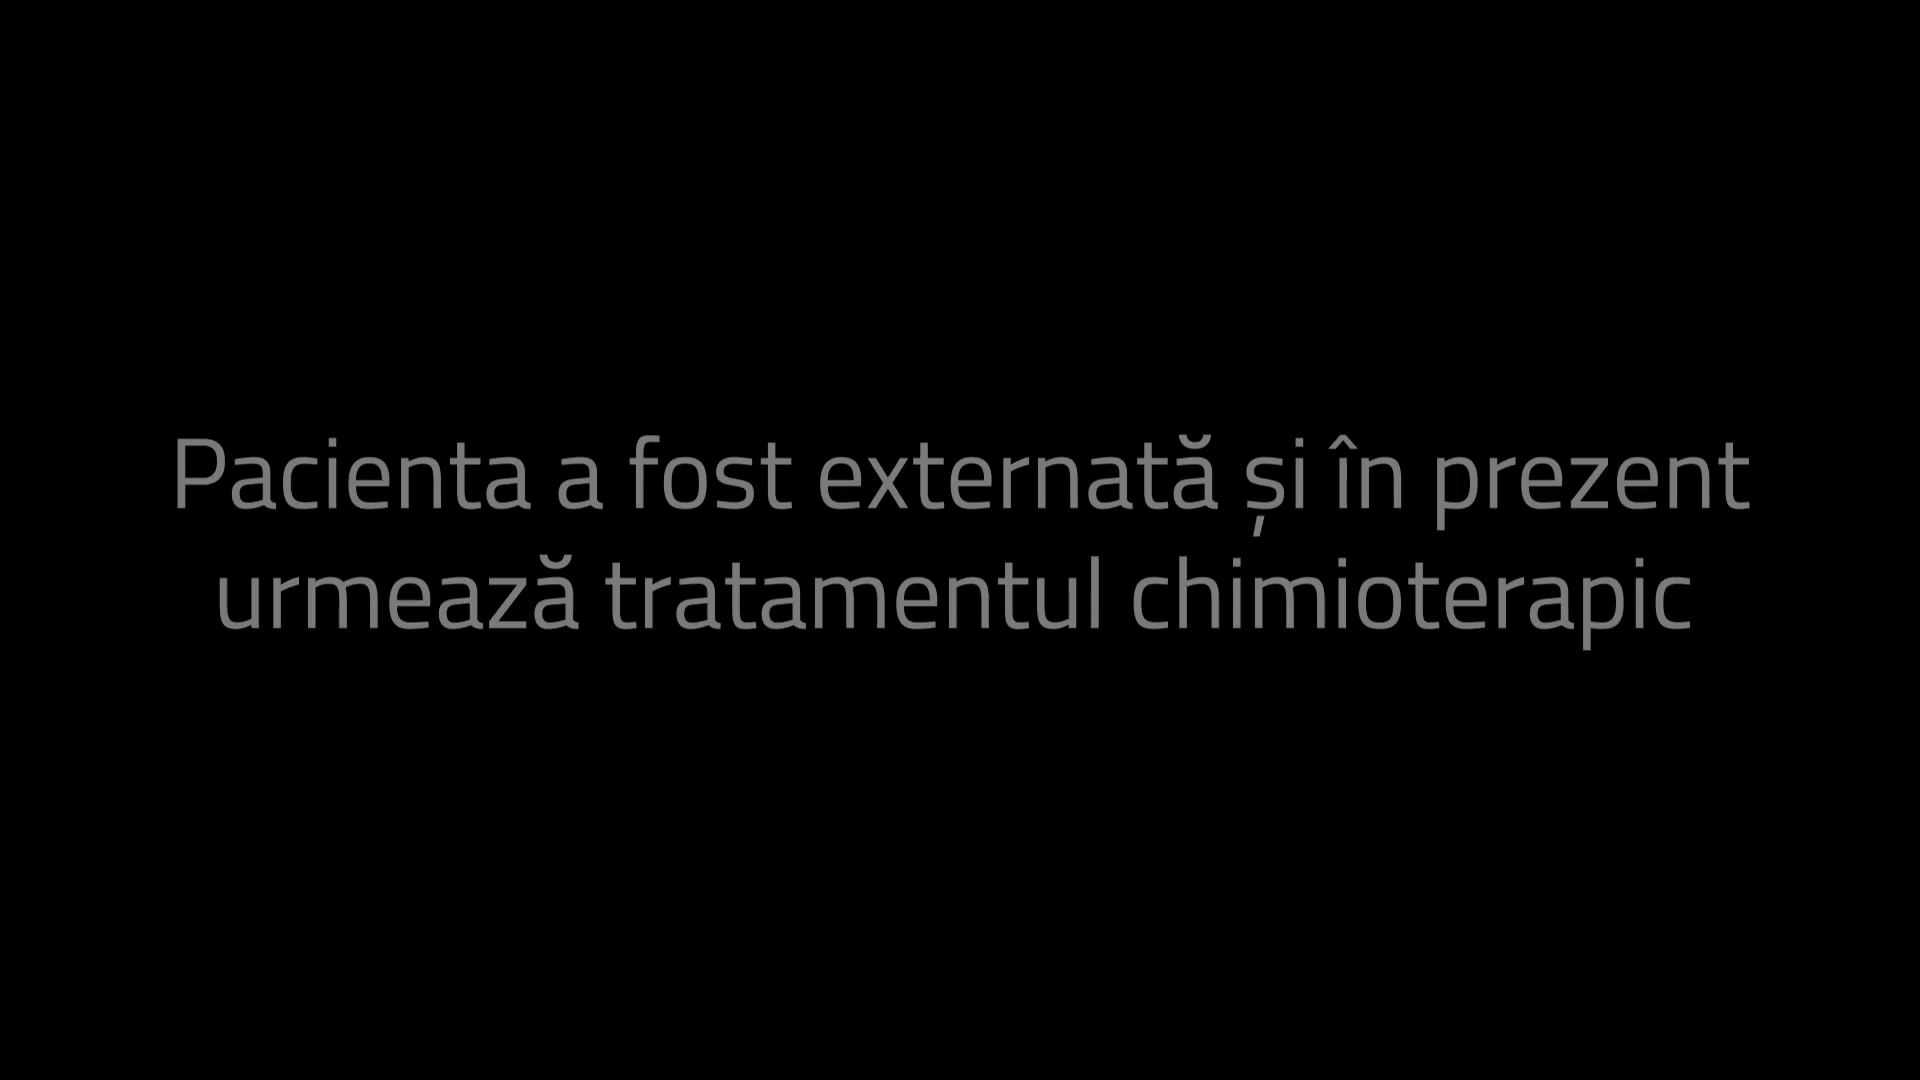 Pacienta a fost externată și în prezent
urmează tratamentul chimioterapic